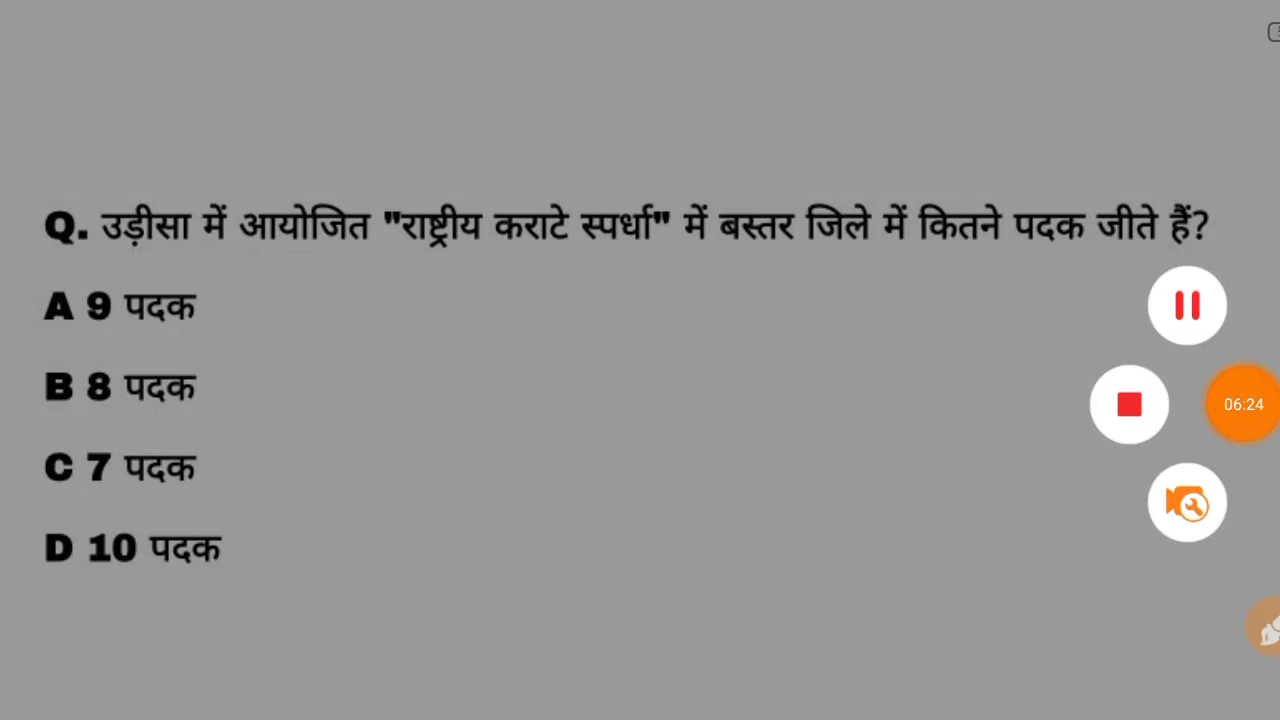 Q. उड़ीसा में आयोजित "राष्ट्रीय कराटे स्पर्धा" में बस्तर जिले में कितने पदक जीते हैं?
A 9 पदक
B 8 पदक
C 7 पदक
06:24
D 10 पदक